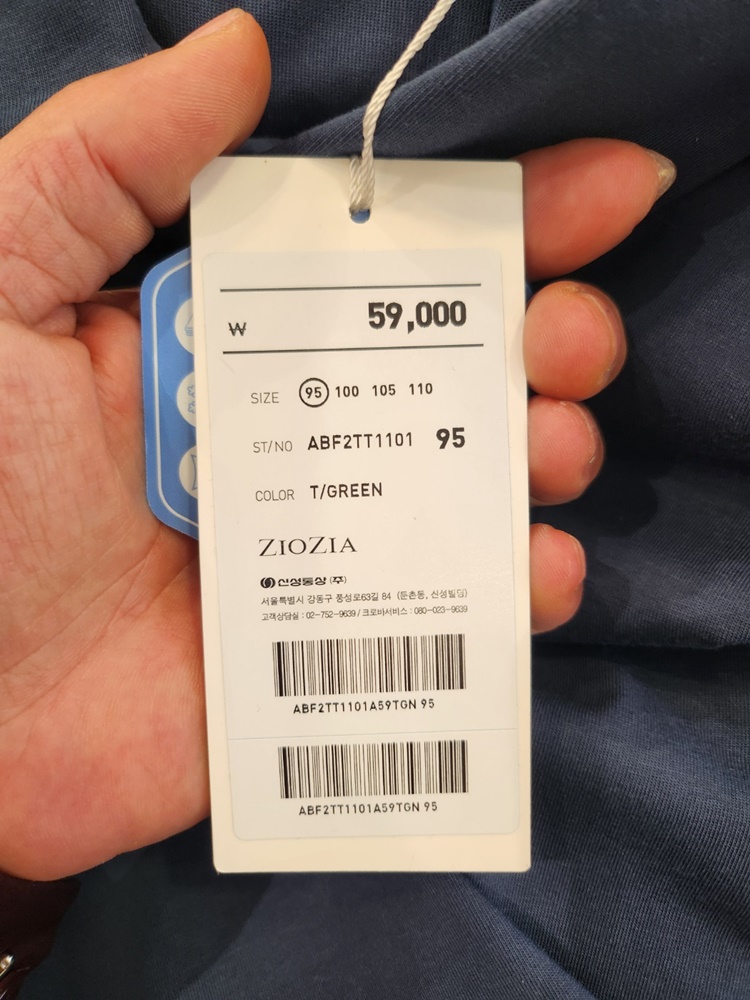 ₩ 59,000
SIZE 95 100 105 110
ST/NO ABF2TT1101 95
COLOR T/GREEN
ZIOZIA
신성통상 (주)
서울특별시 강동구 풍성로63길 84 (둔촌동, 신성빌딩)
고객상담실 : 02-752-9639 / 크로바서비스 : 080-023-9639
ABF2TT1101A59TGN 95
ABF2TT1101A59TGN 95